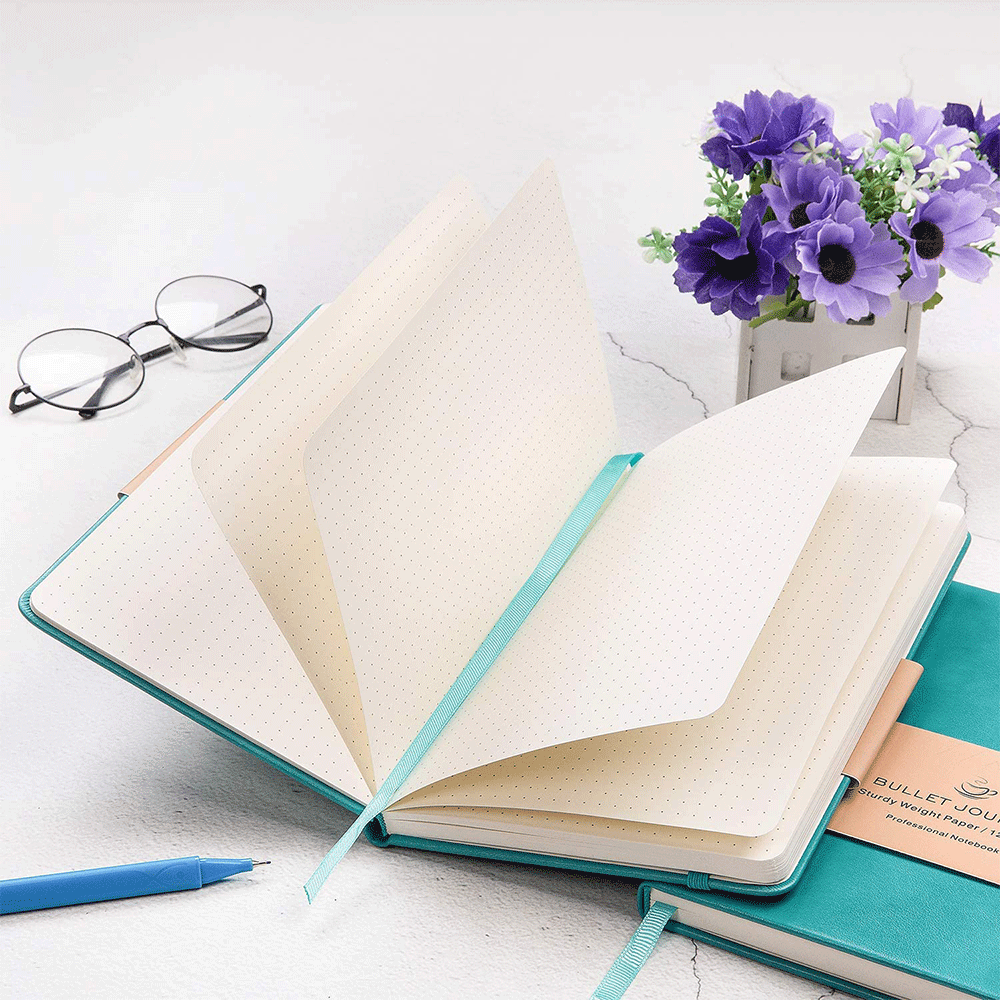 BULLET JOU
Sturdy Weight Paper / 12
Professional Notebook